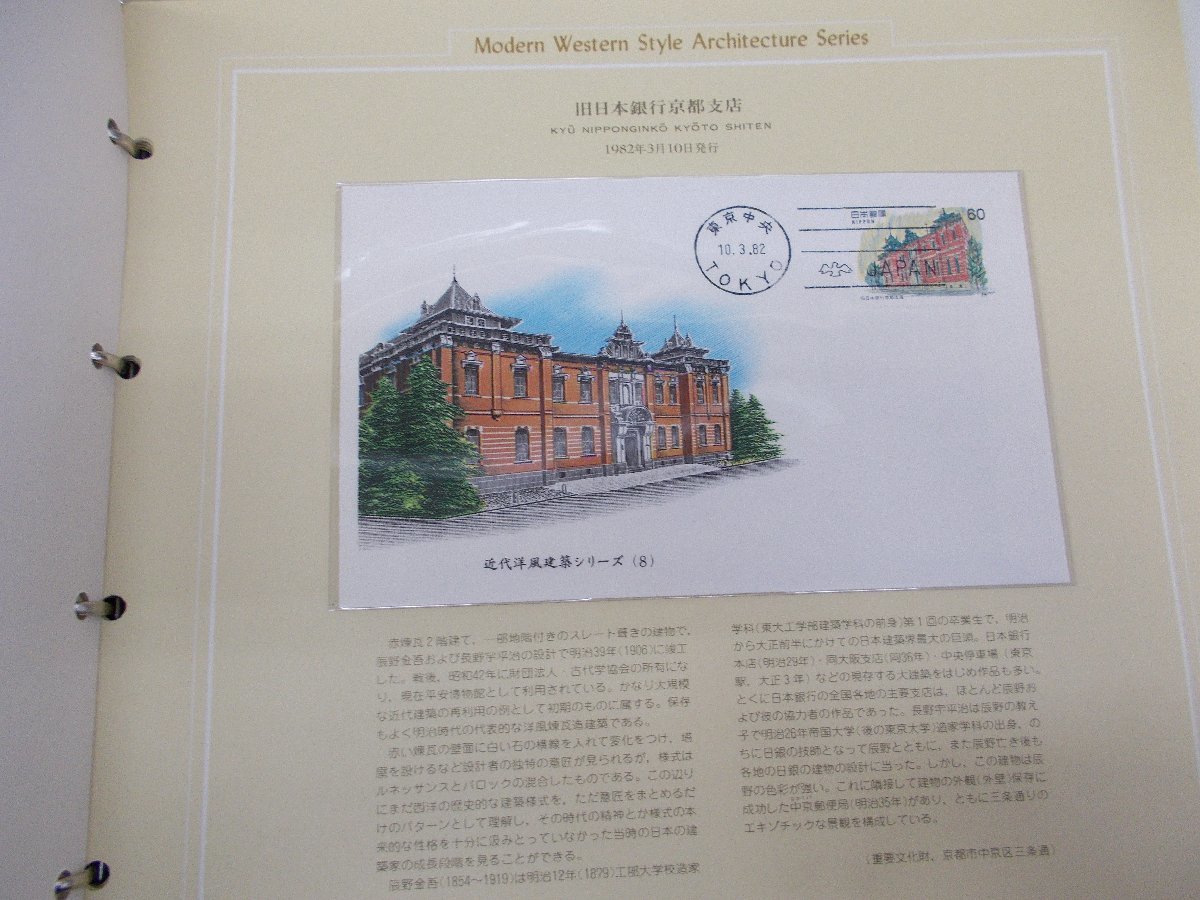 Modern Western Style Architecture Series
旧日本銀行京都支店
KYŪ NIPPONGINKŌ KYŌTO SHITEN
1982年3月10日発行
東京中央
10.3.82
TOKYO
日本郵便
NIPPON
60
JAPAN
旧日本銀行京都支店
近代洋風建築シリーズ（8）
赤煉瓦2階建て、一部地階付きのスレート葺きの建物で、
辰野金吾および長野宇平治の設計で明治39年(1906)に竣工
した。戦後、昭和42年に財団法人・古代学協会の所有にな
り、現在平安博物館として利用されている。かなり大規模
な近代建築の再利用の例として初期のものに属する。保存
もよく明治時代の代表的な洋風煉瓦造建築である。
赤い煉瓦の壁面に白い石の横線を入れて変化をつけ、塔
屋を設けるなど設計者の独特の意匠が見られるが、様式は
ルネッサンスとバロックの混合したものである。この辺り
にまだ西洋の歴史的な建築様式を、ただ意匠をまとめるだ
けのパターンとして理解し、その時代の精神とか様式の本
来的な性格を十分に汲みとっていなかった当時の日本の建
築家の成長段階を見ることができる。
辰野金吾(1854〜1919)は明治12年(1879)工部大学校造家
学科(東大工学部建築学科の前身)第1回の卒業生で、明治
から大正前半にかけての日本建築界最大の巨頭。日本銀行
本店(明治29年)・同大阪支店(同36年)・中央停車場(東京
駅、大正3年)などの現存する大建築をはじめ作品も多い。
とくに日本銀行の全国各地の主要支店は、ほとんど辰野お
よび彼の協力者の作品であった。長野宇平治は辰野の教え
子で明治26年帝国大学(後の東京大学)造家学科の出身、の
ちに日銀の技師となって辰野とともに、また辰野亡き後も
各地の日銀の建物の設計に当った。しかし、この建物は辰
野の色彩が強い。これに隣接して建物の外観(外壁)保存に
成功した中京郵便局(明治35年)があり、ともに三条通りの
エキゾチックな景観を構成している。
(重要文化財、京都市中京区三条通)